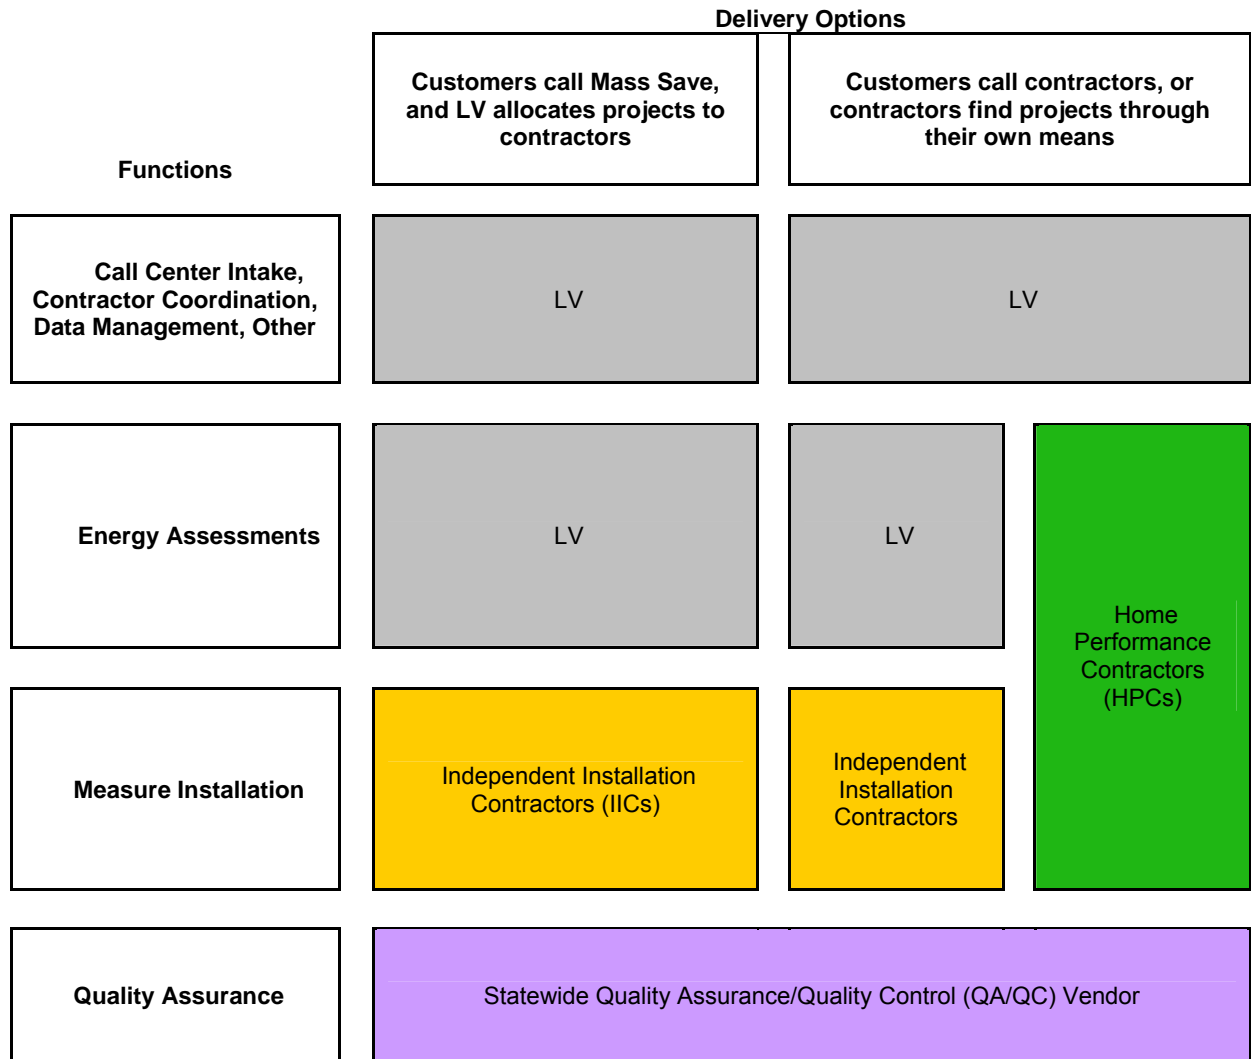 Delivery Options
Customers call Mass Save,
and LV allocates projects to
contractors
Customers call contractors, or
contractors find projects through
their own means
Functions
Call Center Intake,
Contractor Coordination,
Data Management, Other
LV
LV
Energy Assessments
LV
LV
Home
Performance
Contractors
(HPCs)
Measure Installation
Independent Installation
Contractors (IICs)
Independent
Installation
Contractors
Quality Assurance
Statewide Quality Assurance/Quality Control (QA/QC) Vendor